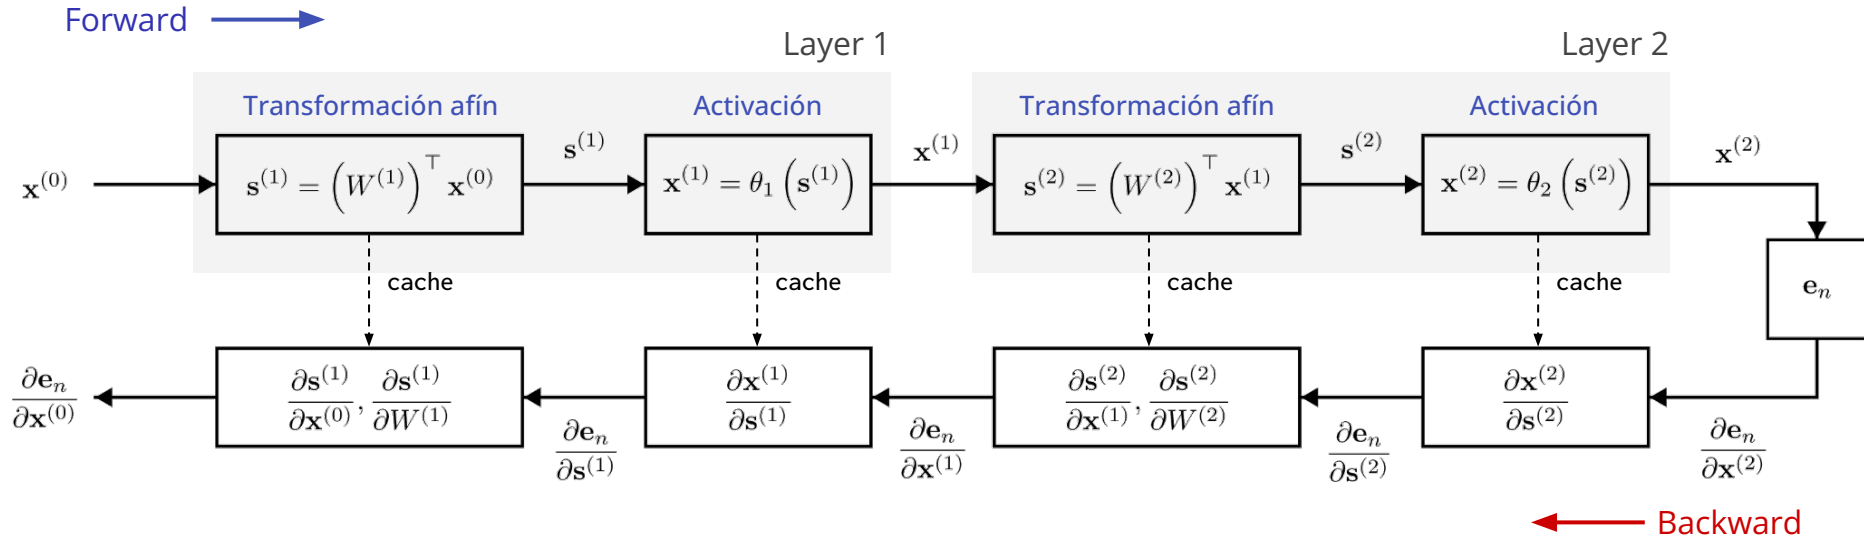 Forward
Layer 1
Layer 2
Transformación afín
Activación
Transformación afín
Activación
x^(0)
s^(1) = (W^(1))^⊤ x^(0)
s^(1)
x^(1) = θ_1 (s^(1))
x^(1)
s^(2) = (W^(2))^⊤ x^(1)
s^(2)
x^(2) = θ_2 (s^(2))
x^(2)
cache
cache
cache
cache
e_n
∂e_n/∂x^(0)
∂s^(1)/∂x^(0), ∂s^(1)/∂W^(1)
∂e_n/∂s^(1)
∂x^(1)/∂s^(1)
∂e_n/∂x^(1)
∂s^(2)/∂x^(1), ∂s^(2)/∂W^(2)
∂e_n/∂s^(2)
∂x^(2)/∂s^(2)
∂e_n/∂x^(2)
Backward